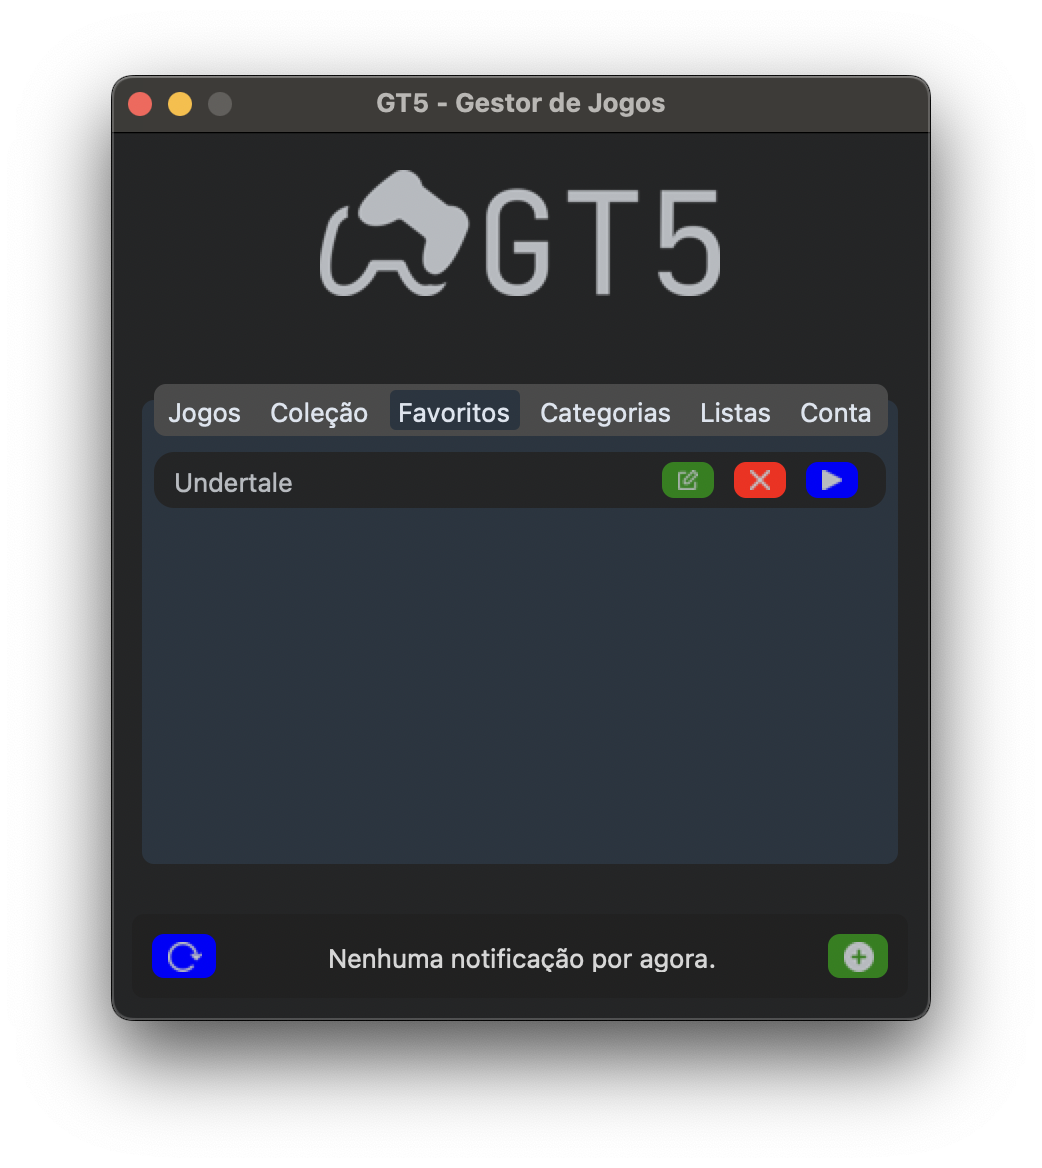 GT5 - Gestor de Jogos
GT5
Jogos Coleção Favoritos Categorias Listas Conta
Undertale
Nenhuma notificação por agora.